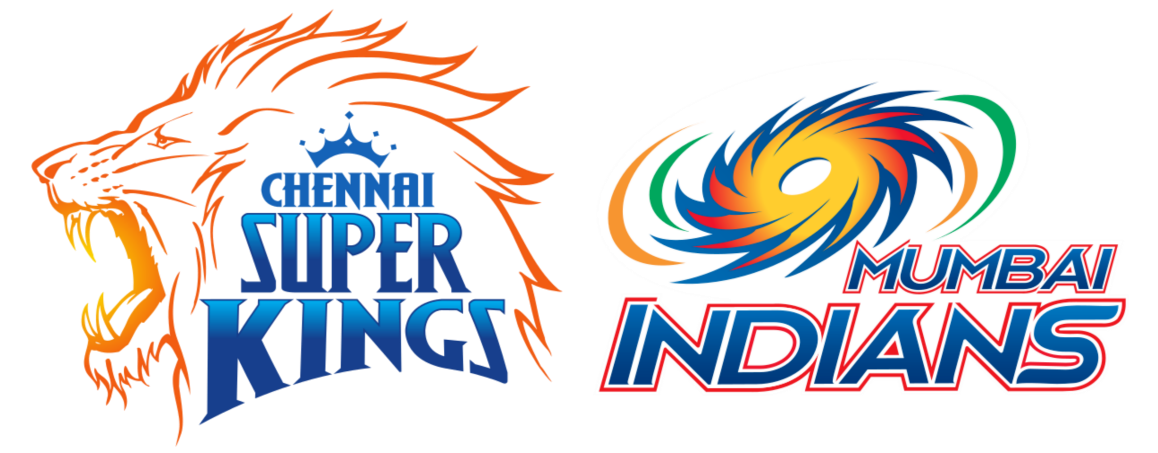 CHENNAI
SUPER
KINGS
MUMBAI
INDIANS